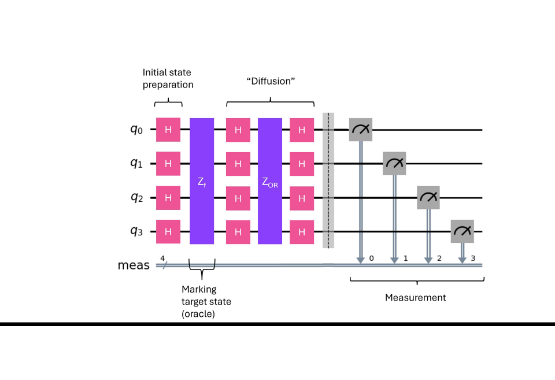 Initial state
preparation
“Diffusion”
q0 H H H
q1 H H H
Zf ZOR
q2 H H H
q3 H H H
meas 4 0 1 2 3
Marking
target state
(oracle)
Measurement